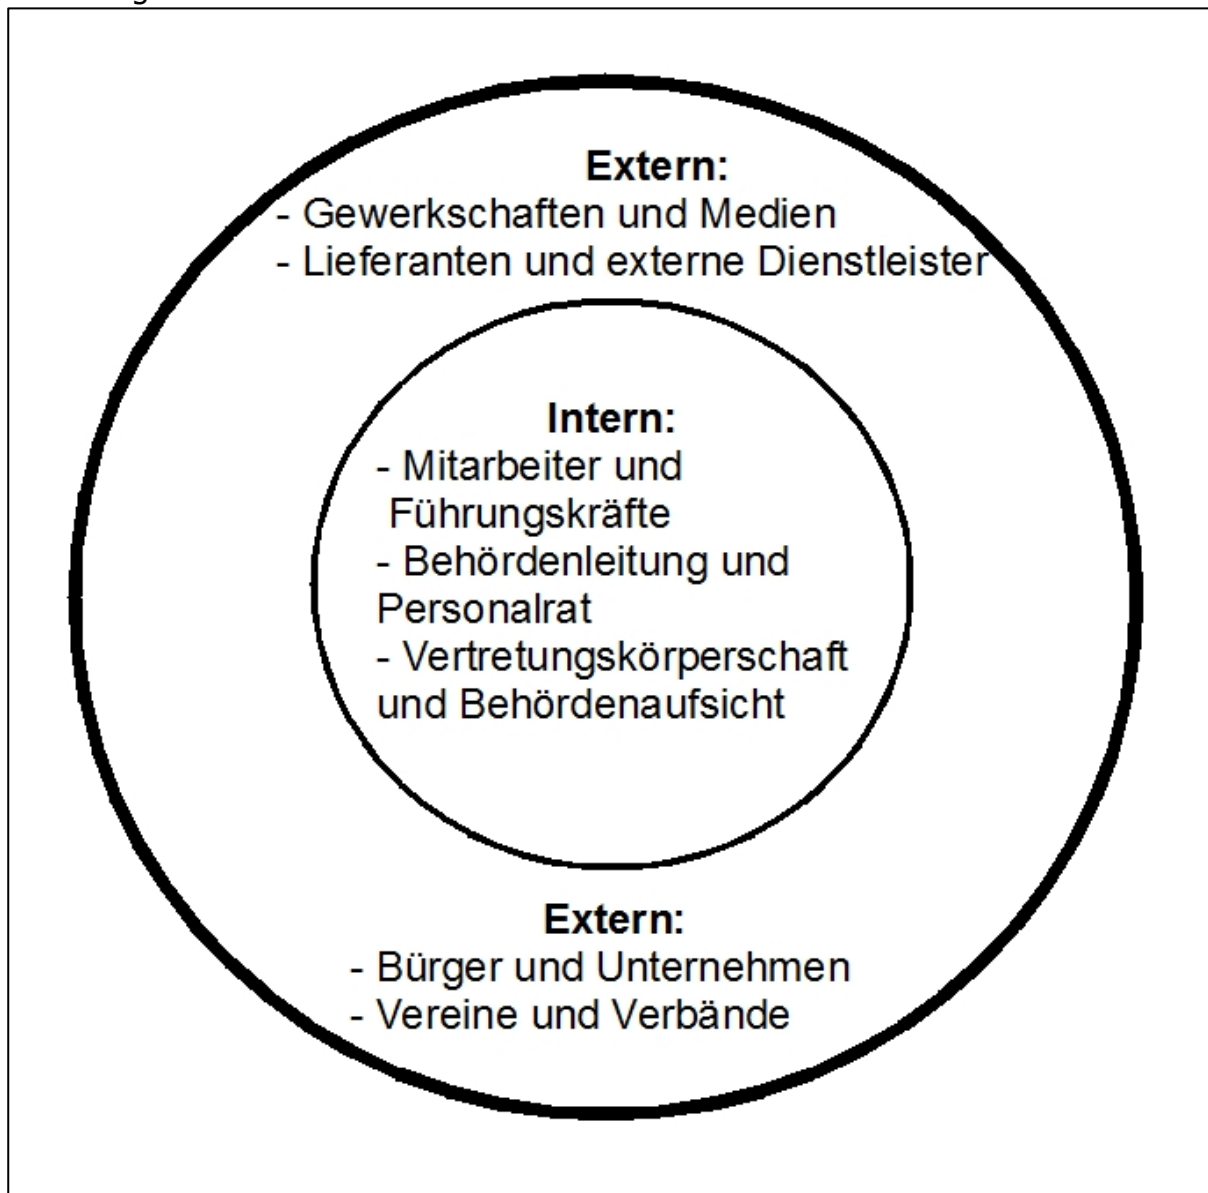 Extern:
- Gewerkschaften und Medien
- Lieferanten und externe Dienstleister
Intern:
- Mitarbeiter und
Führungskräfte
- Behördenleitung und
Personalrat
- Vertretungskörperschaft
und Behördenaufsicht
Extern:
- Bürger und Unternehmen
- Vereine und Verbände